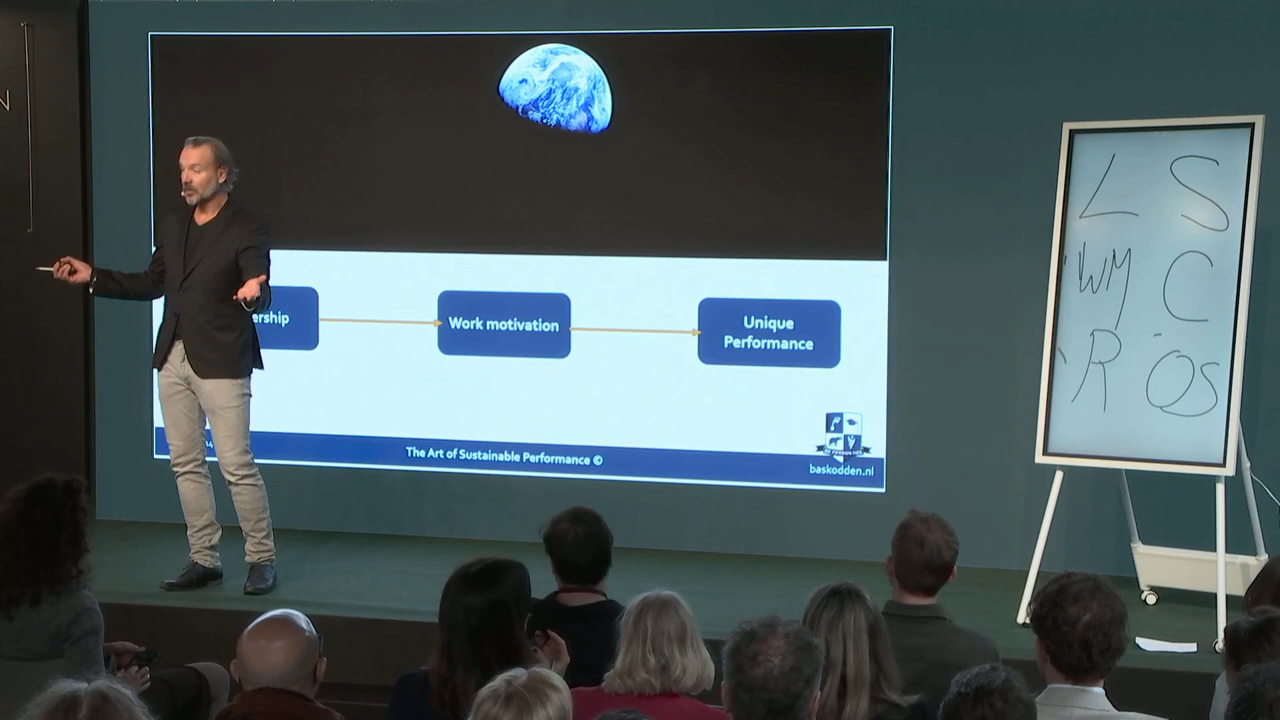 N
ership
Work motivation
Unique
Performance
The Art of Sustainable Performance ©
baskodden.nl
L S
WM C
R OS